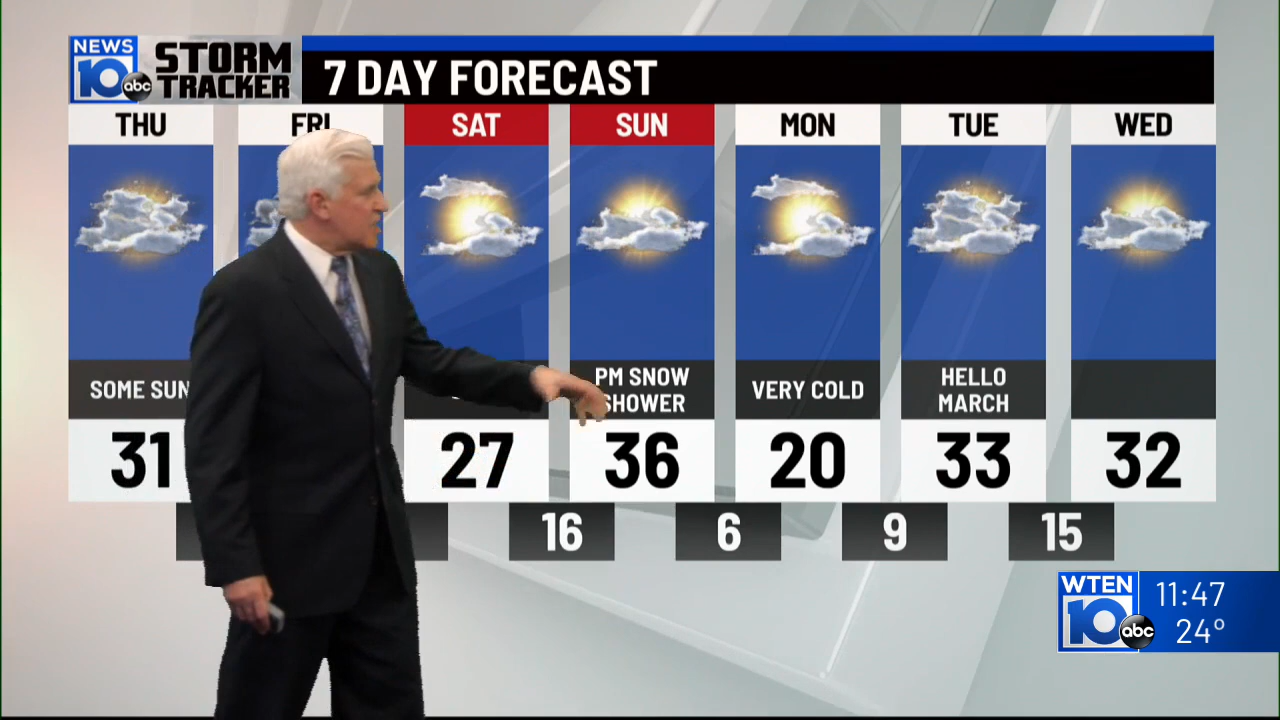 NEWS
10
abc
STORM
TRACKER
7 DAY FORECAST
THU
FRI
SAT
SUN
MON
TUE
WED
SOME SUN
PM SNOW
SHOWER
VERY COLD
HELLO
MARCH
31
27
36
20
33
32
16
6
9
15
WTEN
10
abc
11:47
24°